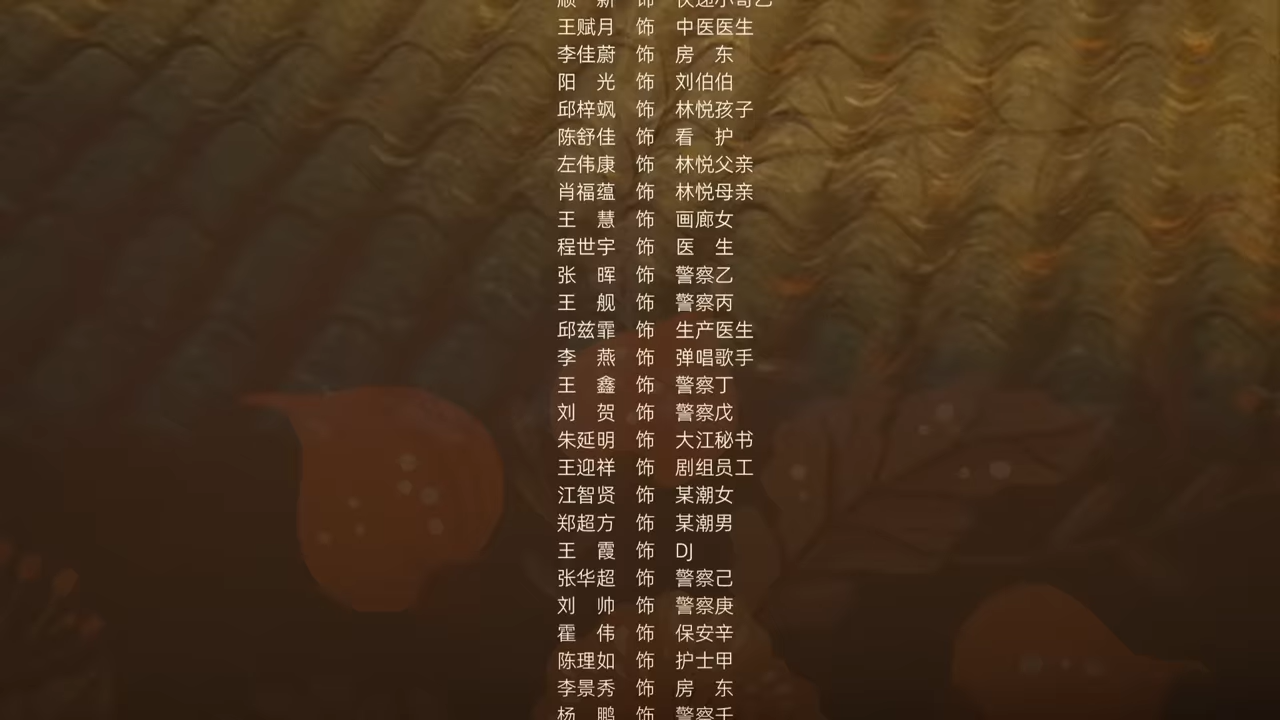 王赋月 饰 中医医生
李佳蔚 饰 房 东
阳 光 饰 刘伯伯
邱梓飒 饰 林悦孩子
陈舒佳 饰 看 护
左伟康 饰 林悦父亲
肖福蕴 饰 林悦母亲
王 慧 饰 画廊女
程世宇 饰 医 生
张 晖 饰 警察乙
王 舰 饰 警察丙
邱兹霏 饰 生产医生
李 燕 饰 弹唱歌手
王 鑫 饰 警察丁
刘 贺 饰 警察戊
朱延明 饰 大江秘书
王迎祥 饰 剧组员工
江智贤 饰 某潮女
郑超方 饰 某潮男
王 霞 饰 DJ
张华超 饰 警察己
刘 帅 饰 警察庚
霍 伟 饰 保安辛
陈理如 饰 护士甲
李景秀 饰 房 东
杨 鹏 饰 警察